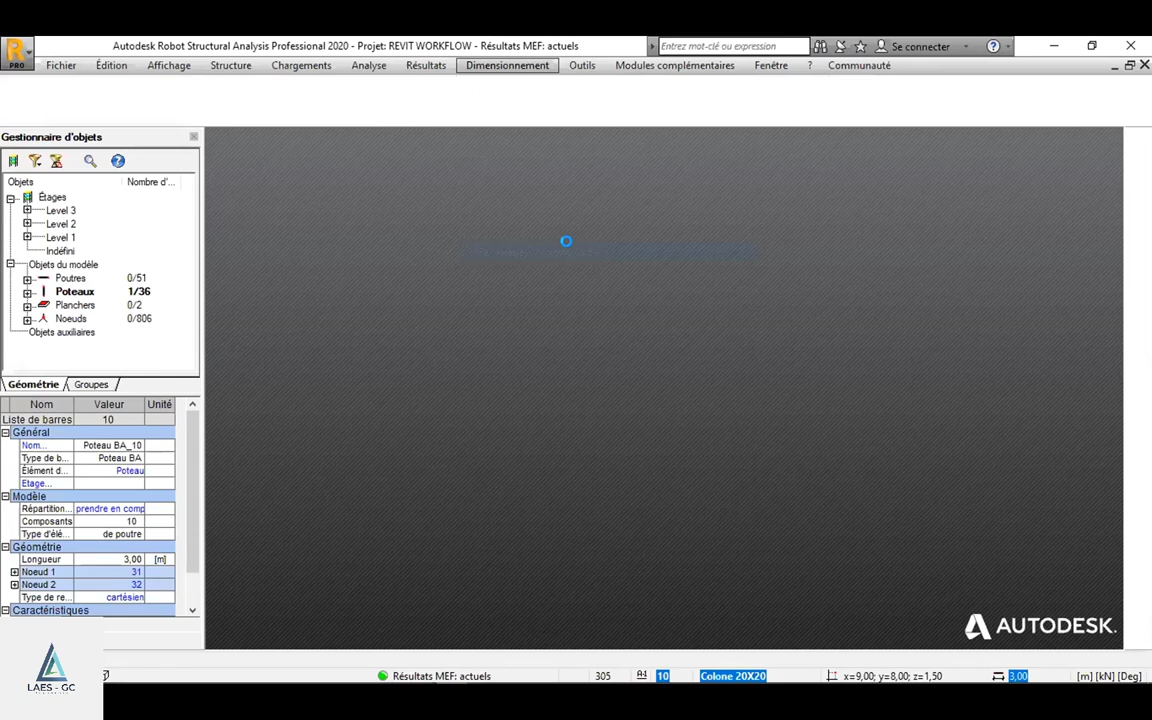 Autodesk Robot Structural Analysis Professional 2020 - Projet: REVIT WORKFLOW - Résultats MEF: actuels
Entrez mot-clé ou expression
Se connecter
PRO
Fichier Édition Affichage Structure Chargements Analyse Résultats Dimensionnement Outils Modules complémentaires Fenêtre ? Communauté
Gestionnaire d'objets
Objets Nombre d'...
Étages
Level 3
Level 2
Level 1
Indéfini
Objets du modèle
Poutres 0/51
Poteaux 1/36
Planchers 0/2
Noeuds 0/806
Objets auxiliaires
Géométrie Groupes
Nom Valeur Unité
Liste de barres 10
Général
Nom... Poteau BA_10
Type de b... Poteau BA
Élément d... Poteau
Etage...
Modèle
Répartition... prendre en comp
Composants 10
Type d'élé... de poutre
Géométrie
Longueur 3,00 [m]
Noeud 1 31
Noeud 2 32
Type de re... cartésien
Caractéristiques
AUTODESK.
LAES - GC
Résultats MEF: actuels 305 10 Colone 20X20 x=9,00; y=8,00; z=1,50 3,00 [m] [kN] [Deg]